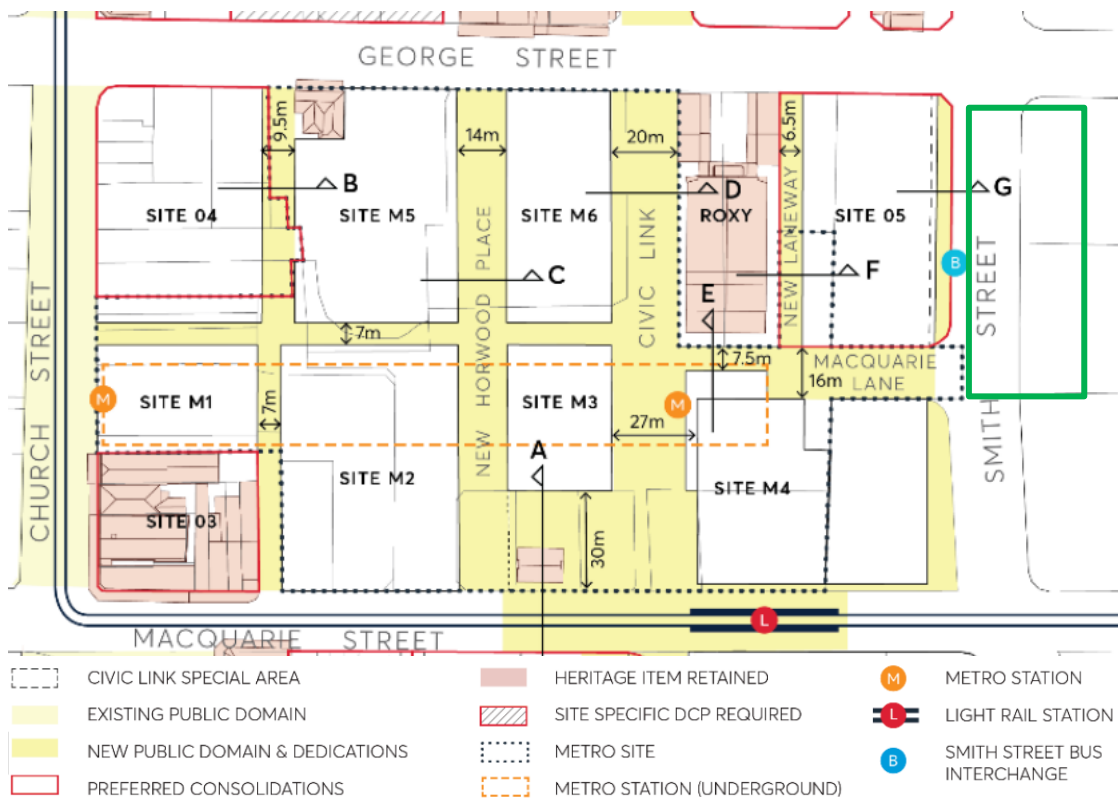 GEORGE STREET
9.5m
14m
20m
6.5m
B
D
G
SITE 04
SITE M5
SITE M6
ROXY
SITE 05
NEW LANEWAY
STREET
B
C
F
E
CIVIC LINK
NEW HORWOOD PLACE
CHURCH STREET
7m
7.5m
MACQUARIE
LANE
16m
M
SITE M1
SITE M3
M
7m
27m
SMITH
A
SITE M2
SITE M4
SITE 03
30m
L
MACQUARIE STREET
CIVIC LINK SPECIAL AREA
EXISTING PUBLIC DOMAIN
NEW PUBLIC DOMAIN & DEDICATIONS
PREFERRED CONSOLIDATIONS
HERITAGE ITEM RETAINED
SITE SPECIFIC DCP REQUIRED
METRO SITE
METRO STATION (UNDERGROUND)
M
METRO STATION
L
LIGHT RAIL STATION
B
SMITH STREET BUS
INTERCHANGE